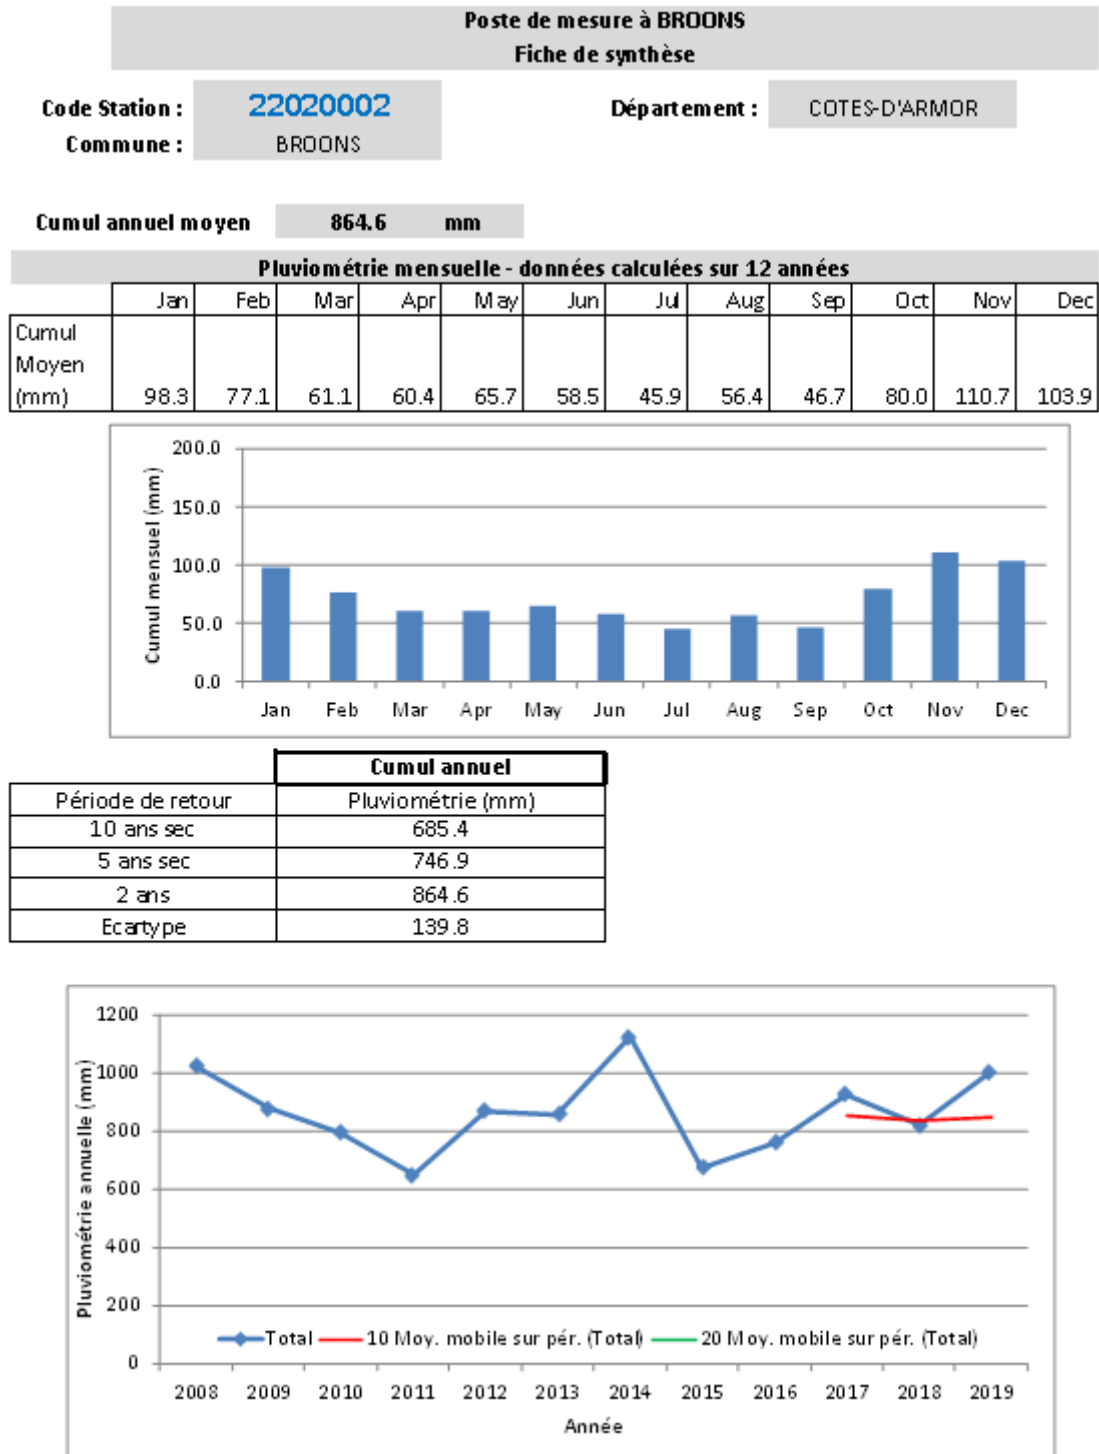 Poste de mesure à BROONS
Fiche de synthèse
Code Station : 22020002 Département : COTES-D'ARMOR
Commune : BROONS
Cumul annuel moyen 864.6 mm
Pluviométrie mensuelle - données calculées sur 12 années
Jan Feb Mar Apr May Jun Jul Aug Sep Oct Nov Dec
Cumul
Moyen
(mm) 98.3 77.1 61.1 60.4 65.7 58.5 45.9 56.4 46.7 80.0 110.7 103.9
Cumul mensuel (mm)
200.0
150.0
100.0
50.0
0.0
Jan Feb Mar Apr May Jun Jul Aug Sep Oct Nov Dec
Cumul annuel
Période de retour Pluviométrie (mm)
10 ans sec 685.4
5 ans sec 746.9
2 ans 864.6
Ecartype 139.8
Pluviométrie annuelle (mm)
1200
1000
800
600
400
200
0
Total 10 Moy. mobile sur pér. (Total) 20 Moy. mobile sur pér. (Total)
2008 2009 2010 2011 2012 2013 2014 2015 2016 2017 2018 2019
Année